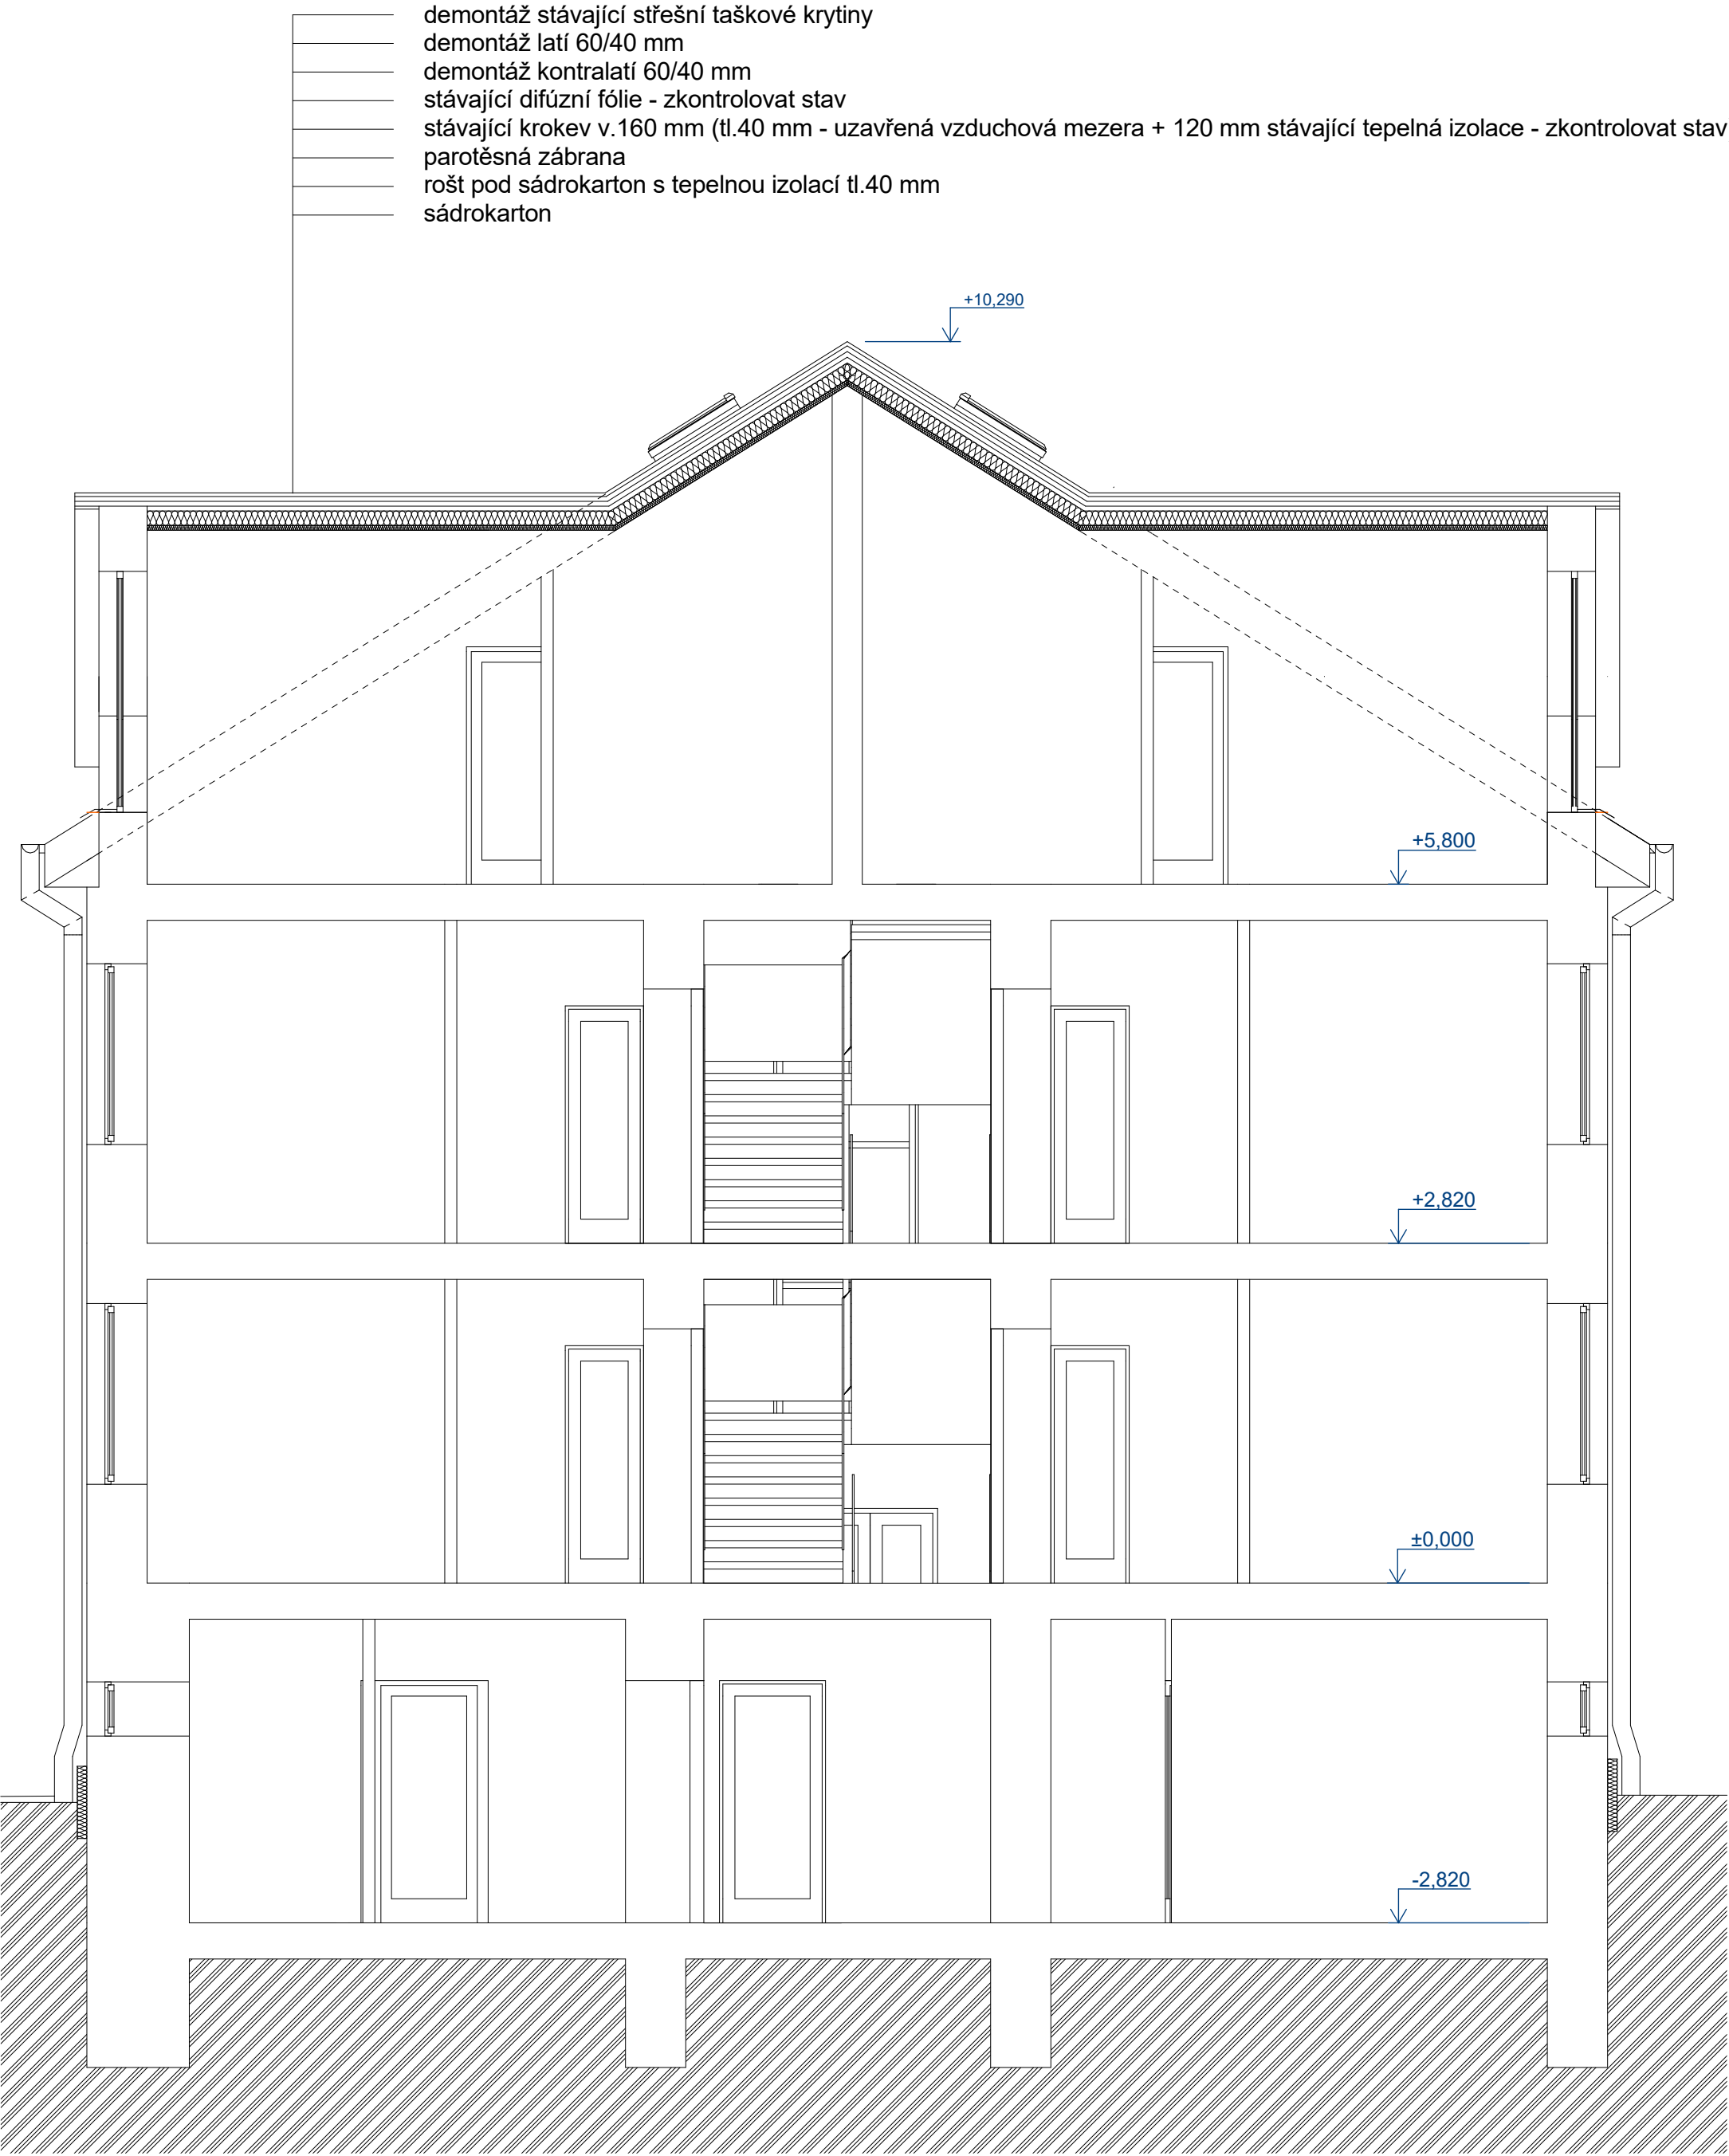 demontáž stávající střešní taškové krytiny
demontáž latí 60/40 mm
demontáž kontralatí 60/40 mm
stávající difúzní fólie - zkontrolovat stav
stávající krokev v.160 mm (tl.40 mm - uzavřená vzduchová mezera + 120 mm stávající tepelná izolace - zkontrolovat stav
parotěsná zábrana
rošt pod sádrokarton s tepelnou izolací tl.40 mm
sádrokarton
+10,290
+5,800
+2,820
±0,000
-2,820